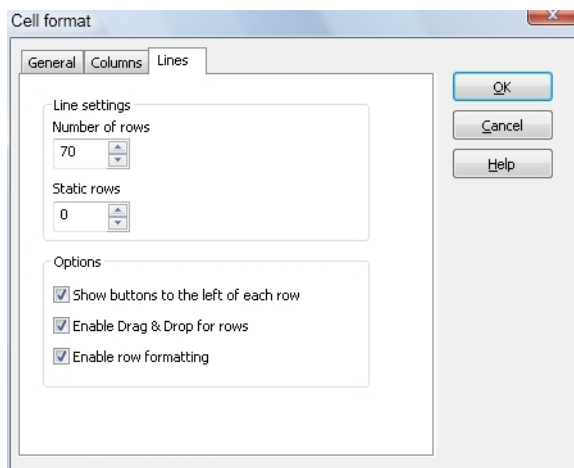 Cell format
General Columns Lines
Line settings
Number of rows
70
Static rows
0
Options
Show buttons to the left of each row
Enable Drag & Drop for rows
Enable row formatting
OK
Cancel
Help